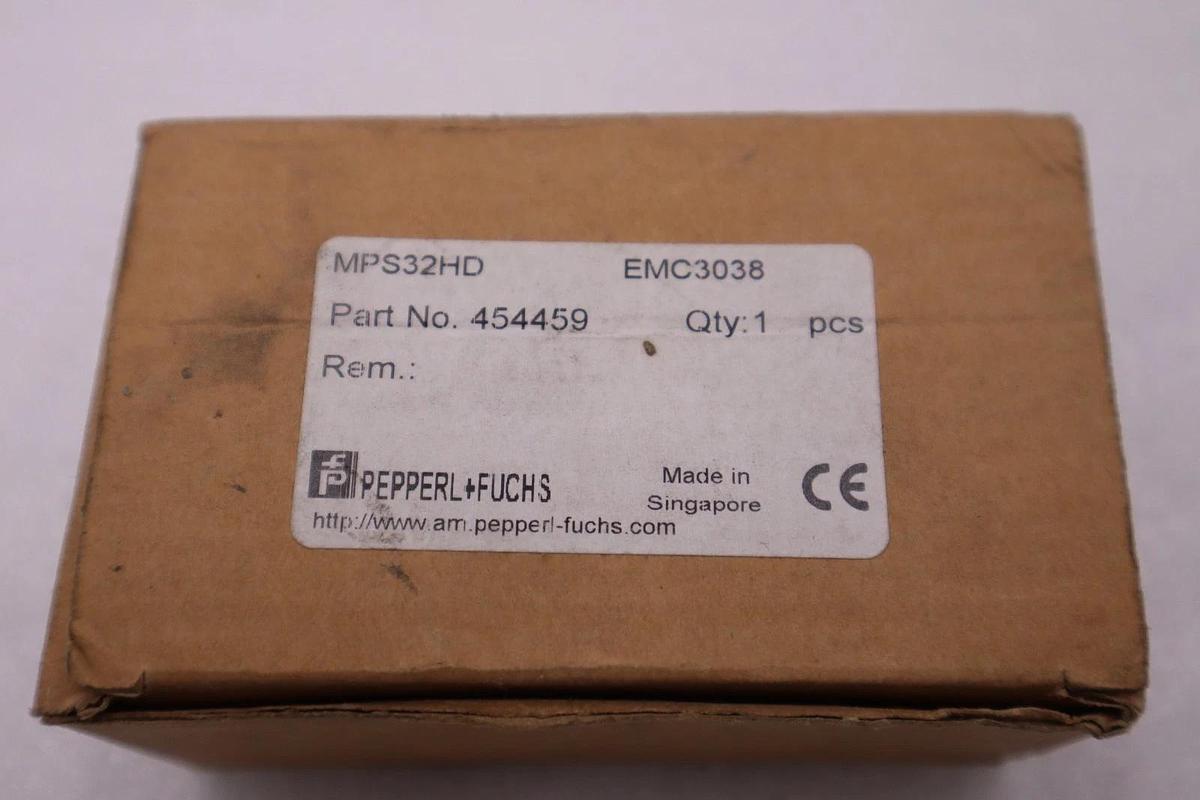 MPS32HD EMC3038
Part No. 454459 Qty:1 pcs
Rem.:
PEPPERL+FUCHS
Made in
Singapore
CE
http://www.am.pepperl-fuchs.com